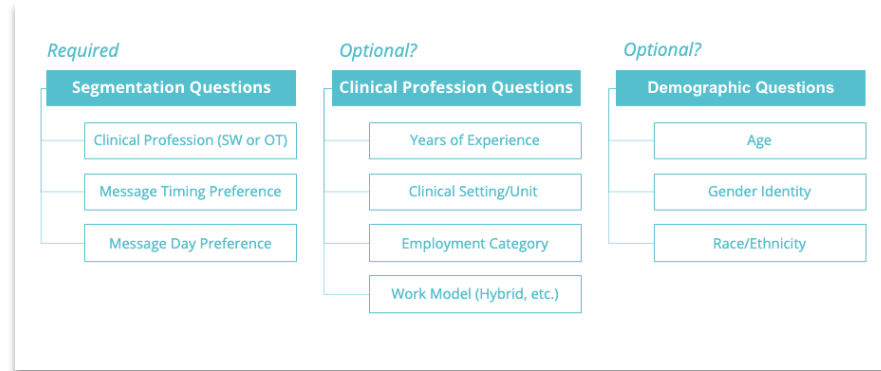 Required
Segmentation Questions
Clinical Profession (SW or OT)
Message Timing Preference
Message Day Preference
Optional?
Clinical Profession Questions
Years of Experience
Clinical Setting/Unit
Employment Category
Work Model (Hybrid, etc.)
Optional?
Demographic Questions
Age
Gender Identity
Race/Ethnicity